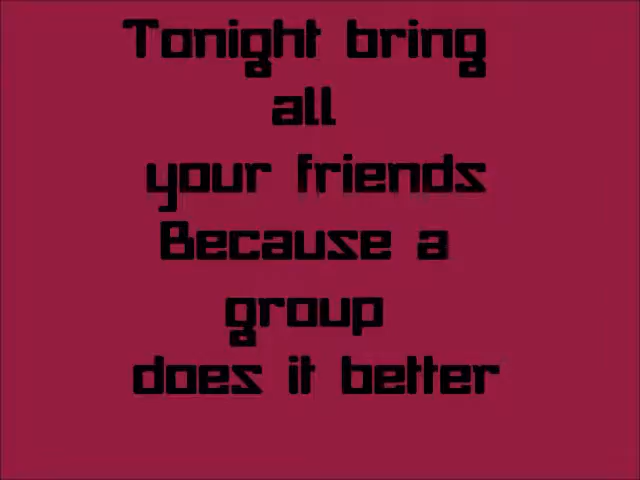 Tonight bring
all
your friends
Because a
group
does it better